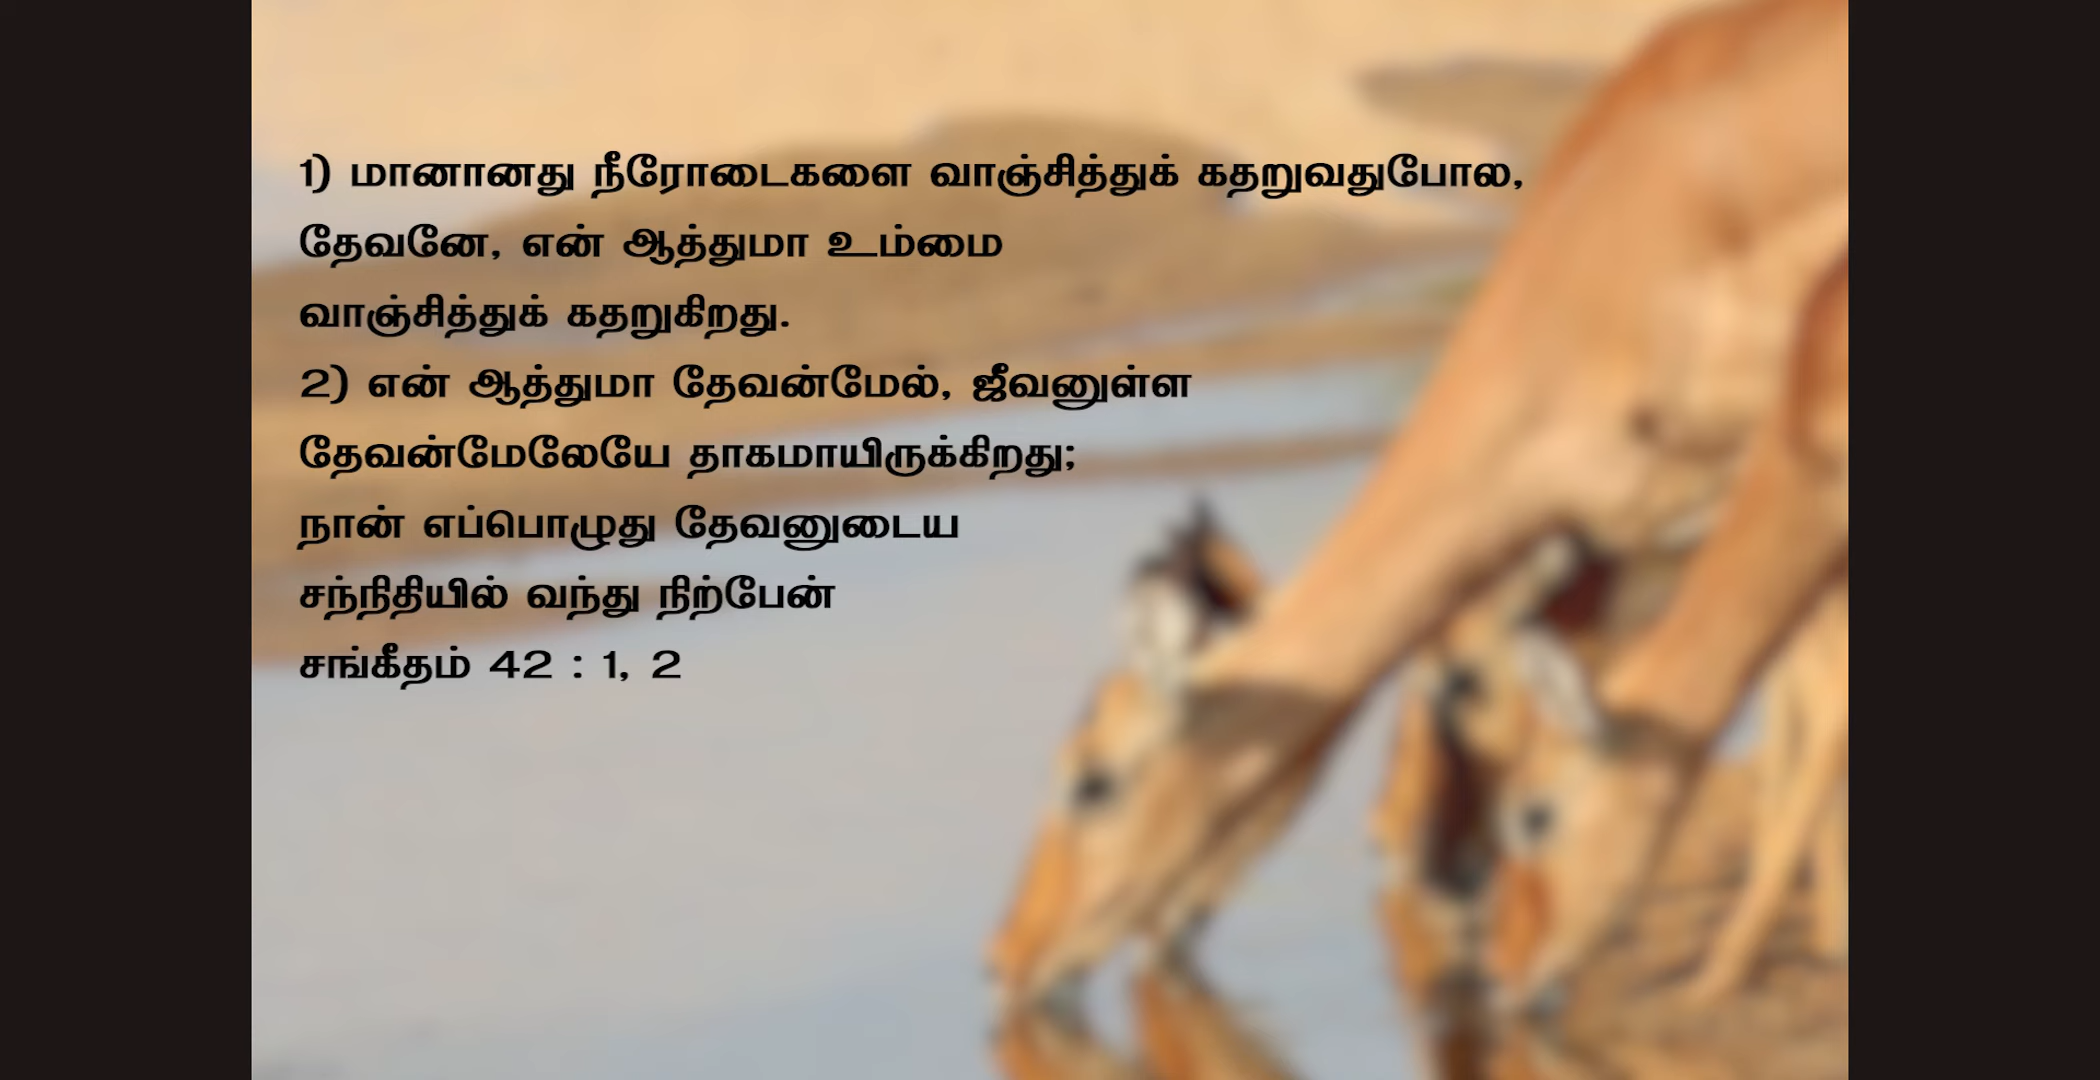 1) மானானது நீரோடைகளை வாஞ்சித்துக் கதறுவதுபோல,
தேவனே, என் ஆத்துமா உம்மை
வாஞ்சித்துக் கதறுகிறது.
2) என் ஆத்துமா தேவன்மேல், ஜீவனுள்ள
தேவன்மேலேயே தாகமாயிருக்கிறது;
நான் எப்பொழுது தேவனுடைய
சந்நிதியில் வந்து நிற்பேன்
சங்கீதம் 42 : 1, 2